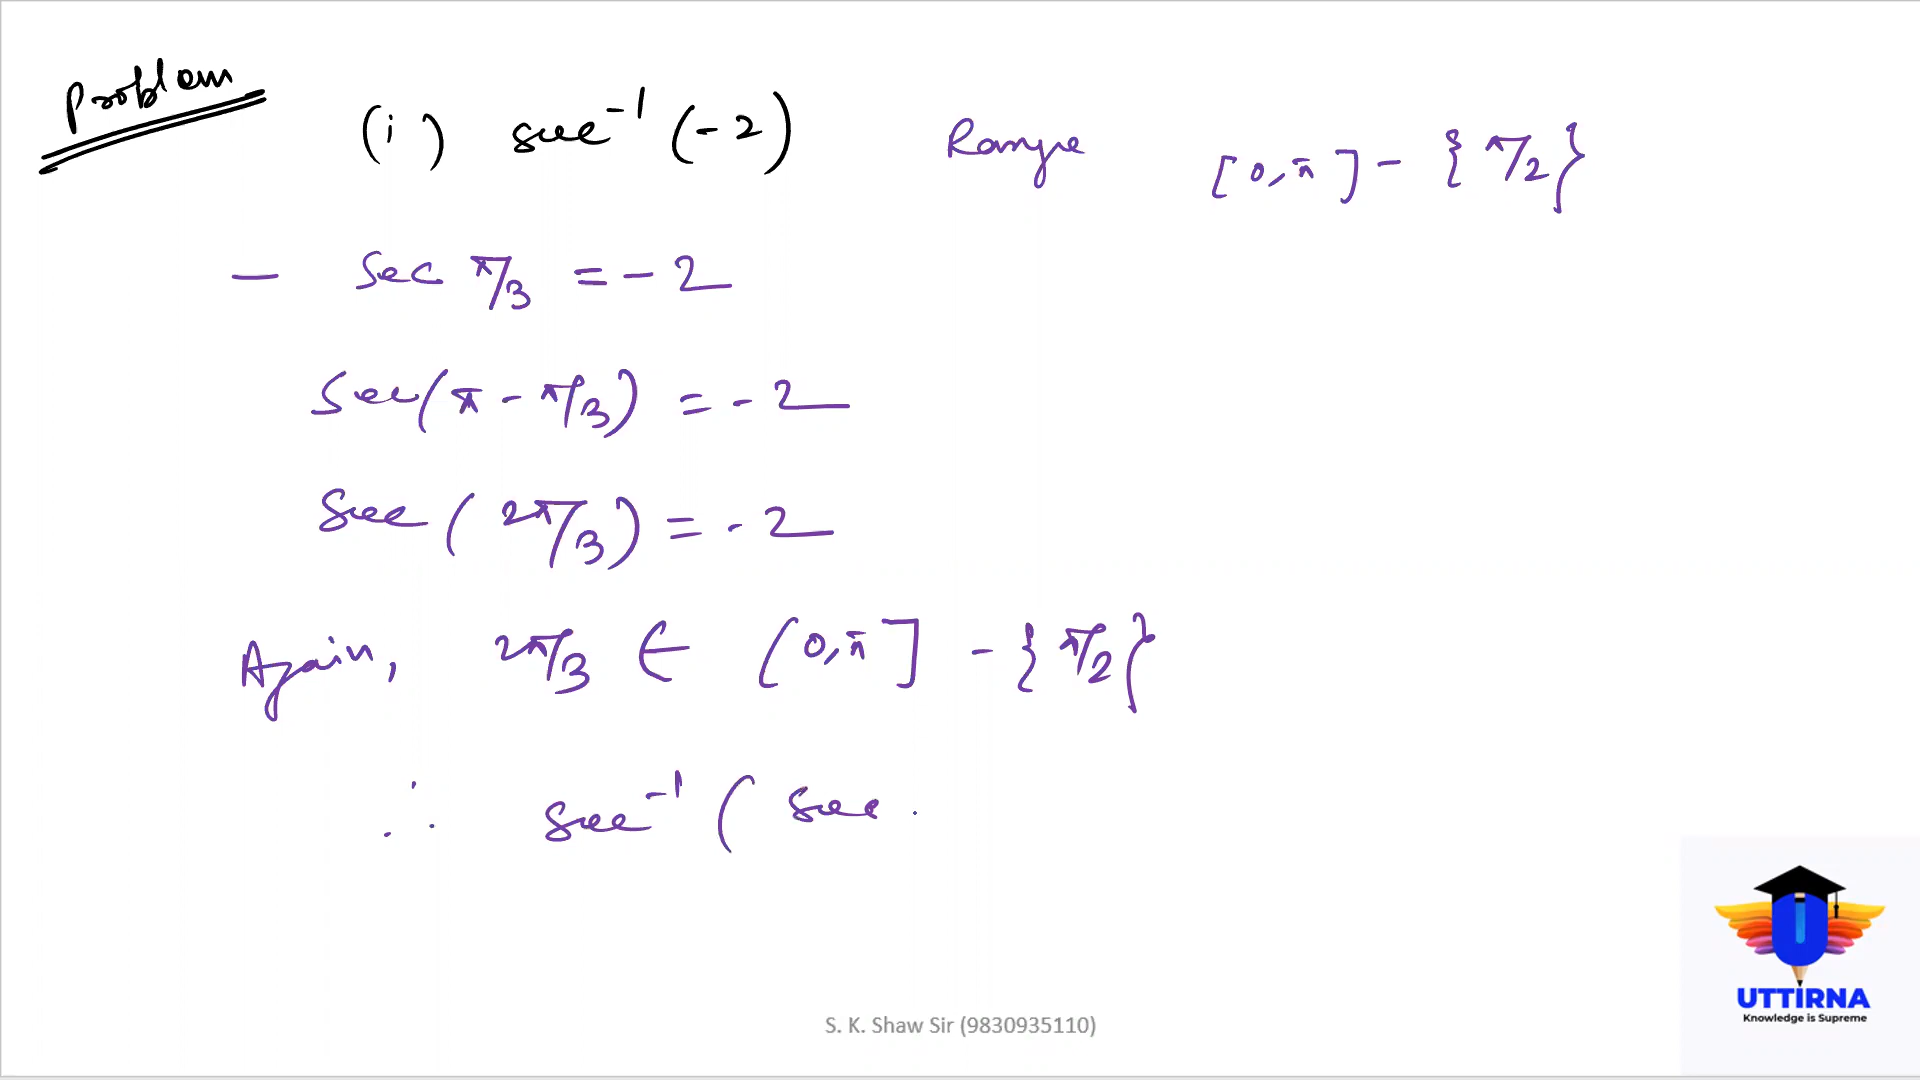 Problem
(i) sec⁻¹ (-2) Range [0, π] - {π/2}
- Sec π/3 = -2
Sec(π - π/3) = -2
Sec (2π/3) = -2
Again, 2π/3 ∈ [0, π] - {π/2}
∴ Sec⁻¹ ( Sec .
UTTIRNA
Knowledge is Supreme
S. K. Shaw Sir (9830935110)